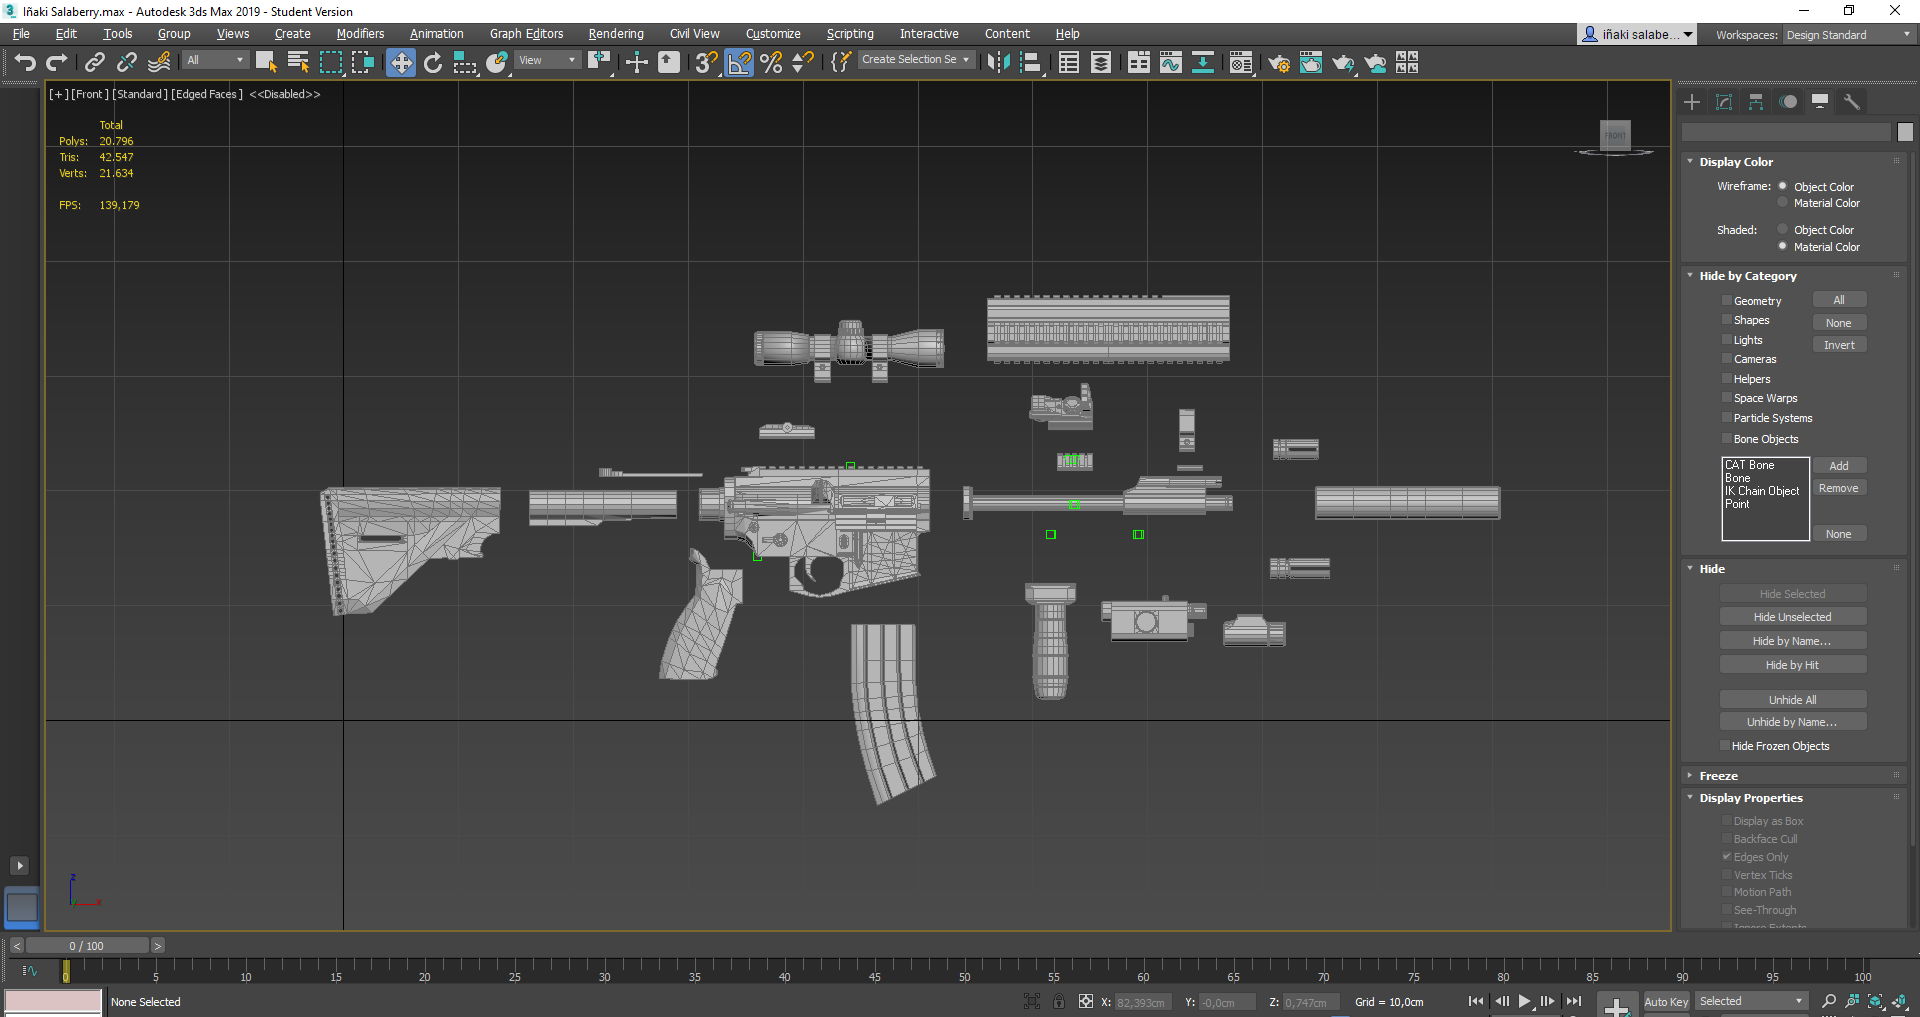 Iñaki Salaberry.max - Autodesk 3ds Max 2019 - Student Version
File Edit Tools Group Views Create Modifiers Animation Graph Editors Rendering Civil View Customize Scripting Interactive Content Help
iñaki salabe... Workspaces: Design Standard
All View Create Selection Se
[+] [Front] [Standard] [Edged Faces] <<Disabled>>
Total
Polys: 20.796
Tris: 42.547
Verts: 21.634
FPS: 139,179
FRONT
Display Color
Wireframe: Object Color
Material Color
Shaded: Object Color
Material Color
Hide by Category
Geometry All
Shapes None
Lights Invert
Cameras
Helpers
Space Warps
Particle Systems
Bone Objects
CAT Bone Add
Bone
IK Chain Object Remove
Point
None
Hide
Hide Selected
Hide Unselected
Hide by Name...
Hide by Hit
Unhide All
Unhide by Name...
Hide Frozen Objects
Freeze
Display Properties
Display as Box
Backface Cull
Edges Only
Vertex Ticks
Motion Path
See-Through
Ignore Extents
z
x
< 0 / 100 >
0 5 10 15 20 25 30 35 40 45 50 55 60 65 70 75 80 85 90 95 100
None Selected X: 82,393cm Y: -0,0cm Z: 0,747cm Grid = 10,0cm Auto Key Selected